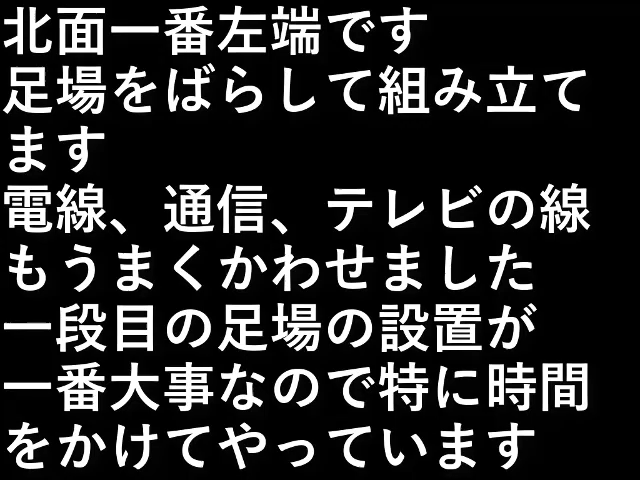 北面一番左端です
足場をばらして組み立て
ます
電線、通信、テレビの線
もうまくかわせました
一段目の足場の設置が
一番大事なので特に時間
をかけてやっています